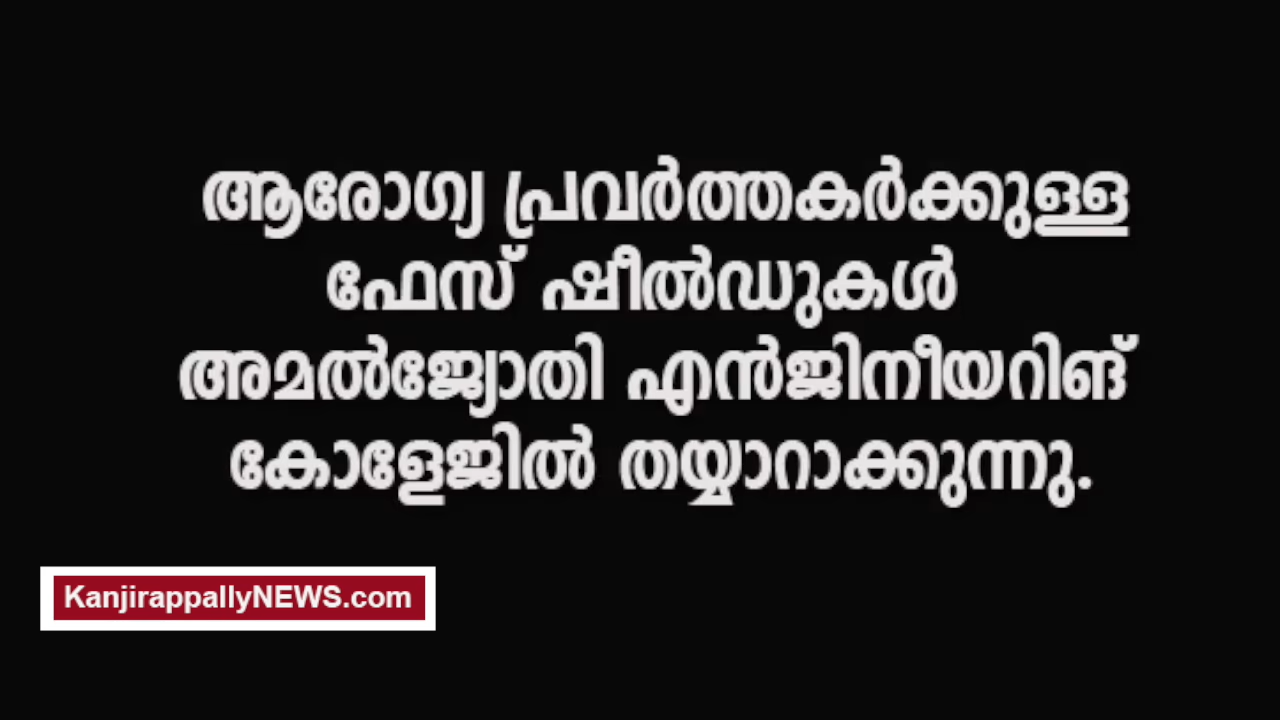 ആരോഗ്യ പ്രവർത്തകർക്കുള്ള
ഫേസ് ഷീൽഡുകൾ
അമൽജ്യോതി എൻജിനീയറിങ്
കോളേജിൽ തയ്യാറാക്കുന്നു.
KanjirappallyNEWS.com